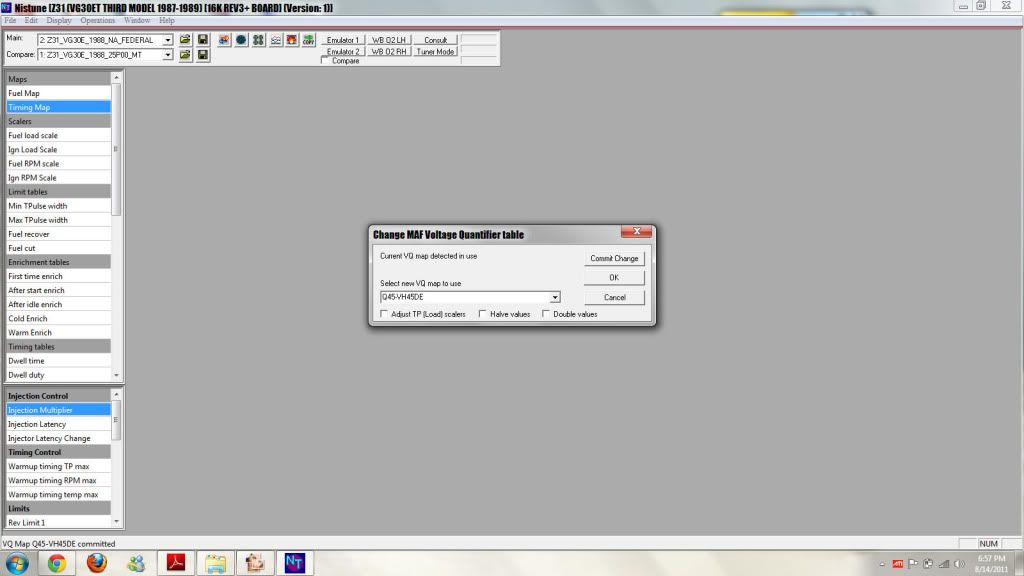 Nistune [Z31 (VG30ET THIRD MODEL 1987-1989) (16K REV3+ BOARD) (Version: 1)]
File Edit Display Operations Window Help
Main: 2: Z31_VG30E_1988_NA_FEDERAL
Emulator 1 WB O2 LH Consult
Compare: 1: Z31_VG30E_1988_25P00_MT
Emulator 2 WB O2 RH Tuner Mode
Compare
COPY
Maps
Fuel Map
Timing Map
Scalers
Fuel load scale
Ign Load Scale
Fuel RPM scale
Ign RPM Scale
Limit tables
Min TPulse width
Max TPulse width
Fuel recover
Fuel cut
Enrichment tables
First time enrich
After start enrich
After idle enrich
Cold Enrich
Warm Enrich
Timing tables
Dwell time
Dwell duty
Injection Control
Injection Multiplier
Injection Latency
Injector Latency Change
Timing Control
Warmup timing TP max
Warmup timing RPM max
Warmup timing temp max
Limits
Rev Limit 1
Change MAF Voltage Quantifier table
Current VQ map detected in use
Commit Change
OK
Select new VQ map to use
Q45-VH45DE
Cancel
Adjust TP (Load) scalers Halve values Double values
VQ Map Q45-VH45DE committed
NUM
NT
ATI
6:57 PM
8/14/2011